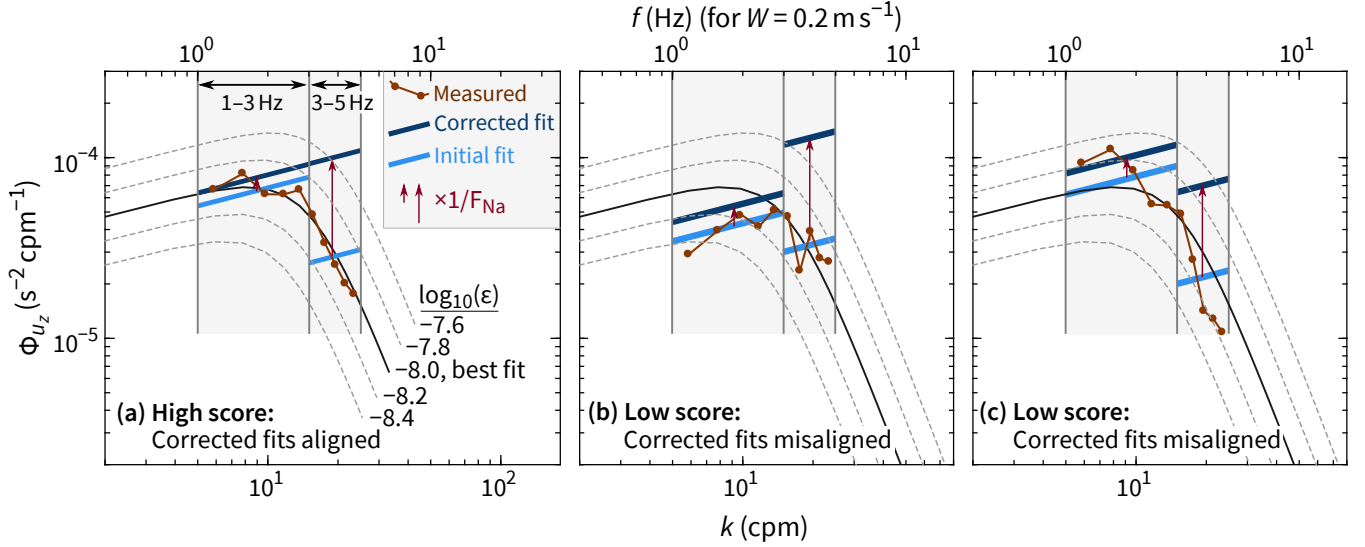 f (Hz) (for W = 0.2 m s⁻¹)
10⁰ 10¹ 10⁰ 10¹ 10⁰ 10¹
1–3 Hz 3–5 Hz
Measured
Corrected fit
Initial fit
×1/F_Na
10⁻⁴
10⁻⁵
Φ_{u_z} (s⁻² cpm⁻¹)
log₁₀(ε)
−7.6
−7.8
−8.0, best fit
−8.2
−8.4
(a) High score:
Corrected fits aligned
(b) Low score:
Corrected fits misaligned
(c) Low score:
Corrected fits misaligned
10¹ 10² 10¹ 10¹
k (cpm)